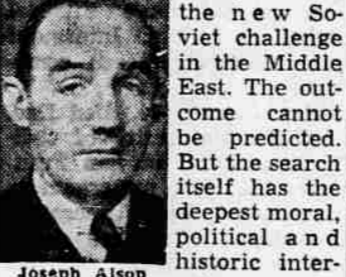 the new So-
viet challenge
in the Middle
East. The out-
come cannot
be predicted.
But the search
itself has the
deepest moral,
political and
historic inter-
Joseph Alsop